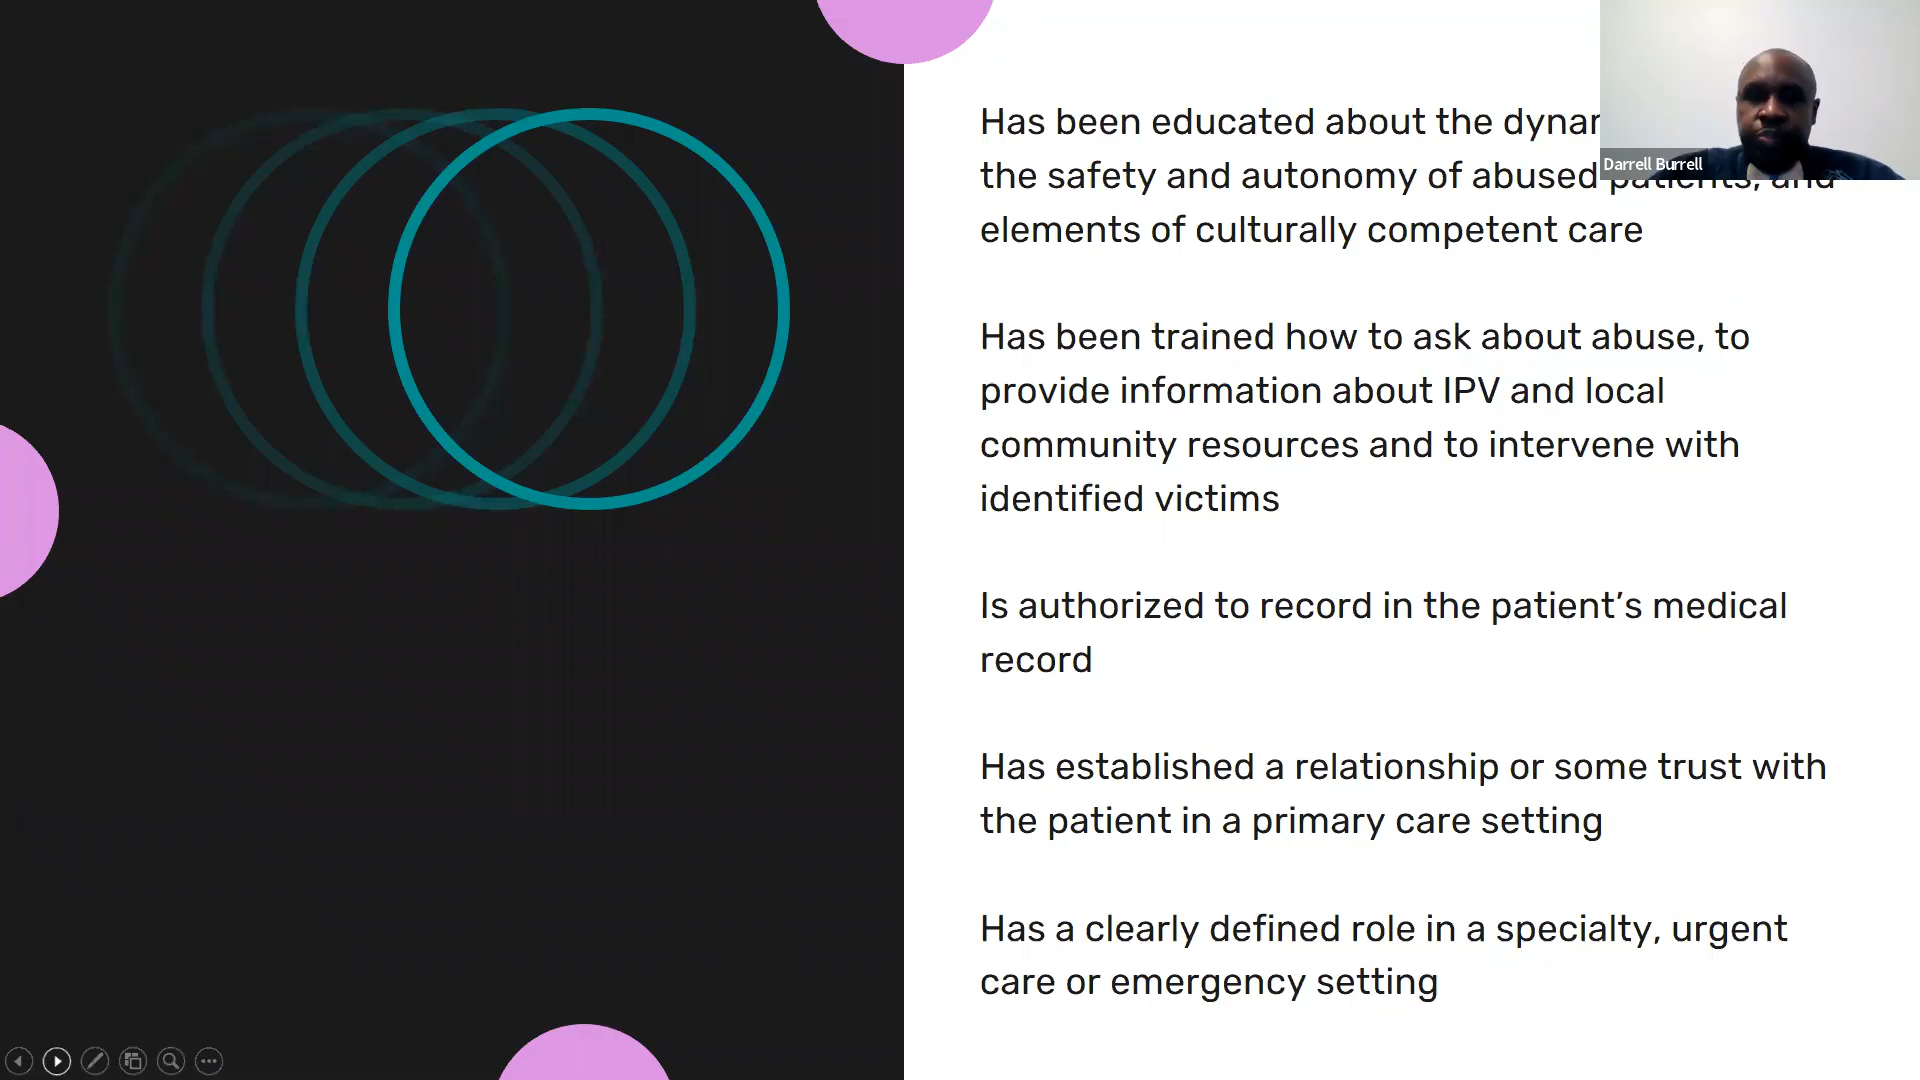 Has been educated about the
the safety and autonomy of abused patients, and
elements of culturally competent care
Has been trained how to ask about abuse, to
provide information about IPV and local
community resources and to intervene with
identified victims
Is authorized to record in the patient’s medical
record
Has established a relationship or some trust with
the patient in a primary care setting
Has a clearly defined role in a specialty, urgent
care or emergency setting
Darrell Burrell